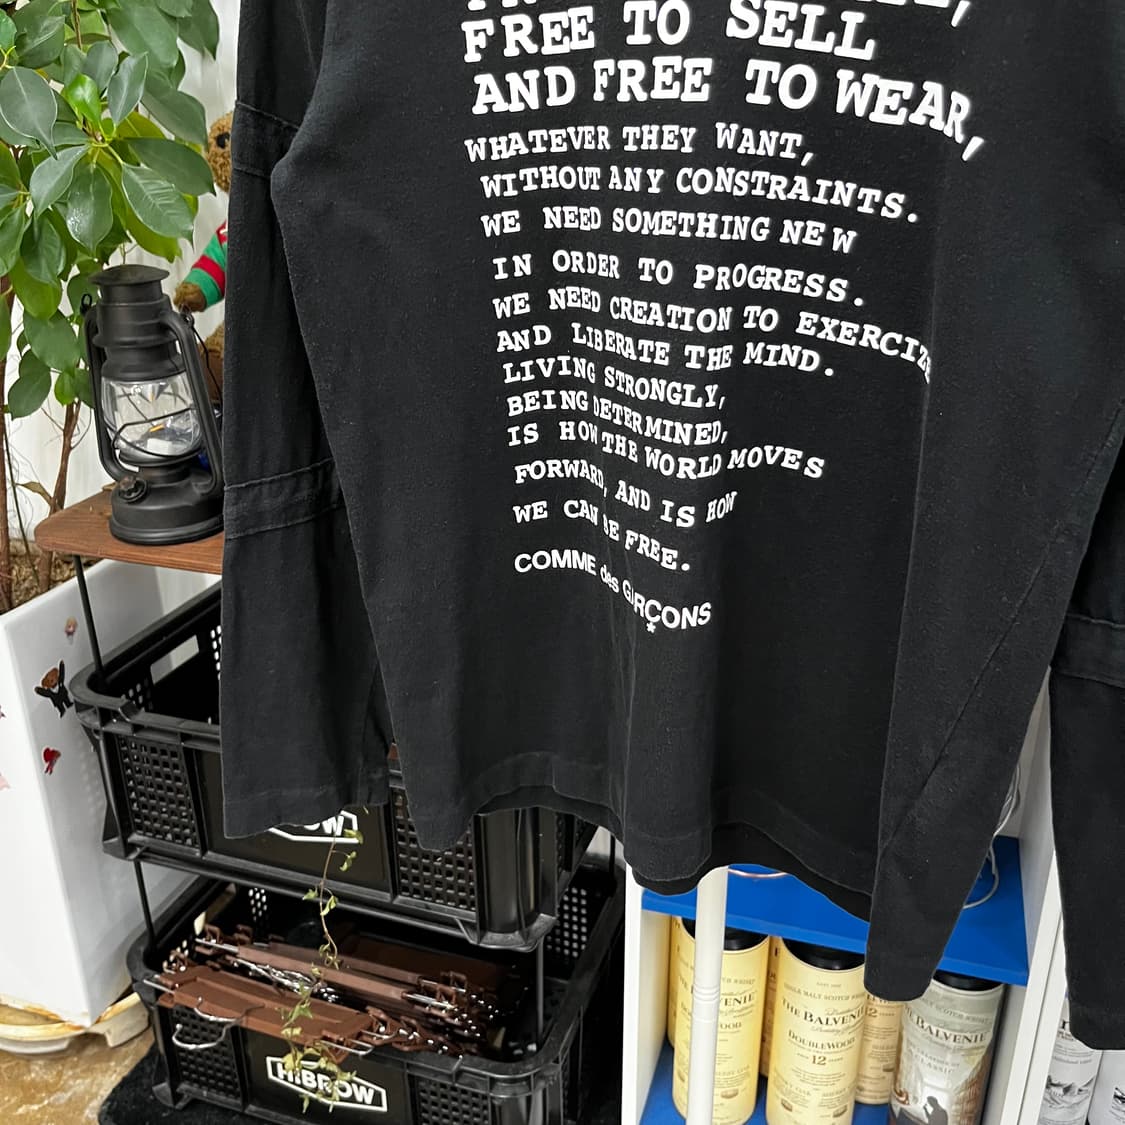 FREE TO SELL
AND FREE TO WEAR,
WHATEVER THEY WANT,
WITHOUT ANY CONSTRAINTS.
WE NEED SOMETHING NEW
IN ORDER TO PROGRESS.
WE NEED CREATION TO EXERCIZE
AND LIBERATE THE MIND.
LIVING STRONGLY,
BEING DETERMINED,
IS HOW THE WORLD MOVES
FORWARD, AND IS HOW
WE CAN BE FREE.
COMME des GARÇONS
HIBROW
THE BALVENIE
DOUBLEWOOD
12
THE BALVENIE